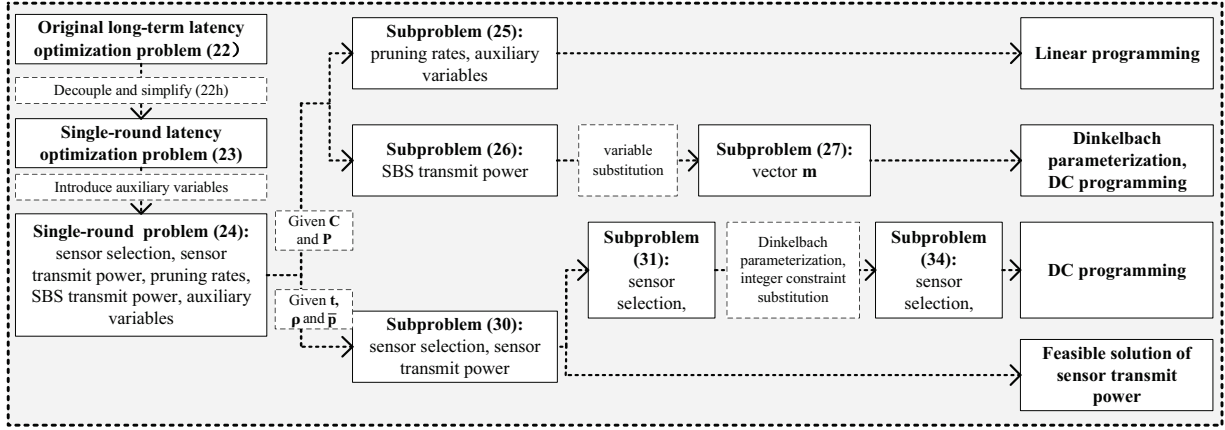 Original long-term latency
optimization problem (22）
Decouple and simplify (22h)
Single-round latency
optimization problem (23)
Introduce auxiliary variables
Single-round problem (24):
sensor selection, sensor
transmit power, pruning rates,
SBS transmit power, auxiliary
variables
Given C
and P
Given t,
ρ and p̅
Subproblem (25):
pruning rates, auxiliary
variables
Linear programming
Subproblem (26):
SBS transmit power
variable
substitution
Subproblem (27):
vector m
Dinkelbach
parameterization,
DC programming
Subproblem (30):
sensor selection, sensor
transmit power
Subproblem
(31):
sensor
selection,
Dinkelbach
parameterization,
integer constraint
substitution
Subproblem
(34):
sensor
selection,
DC programming
Feasible solution of
sensor transmit
power